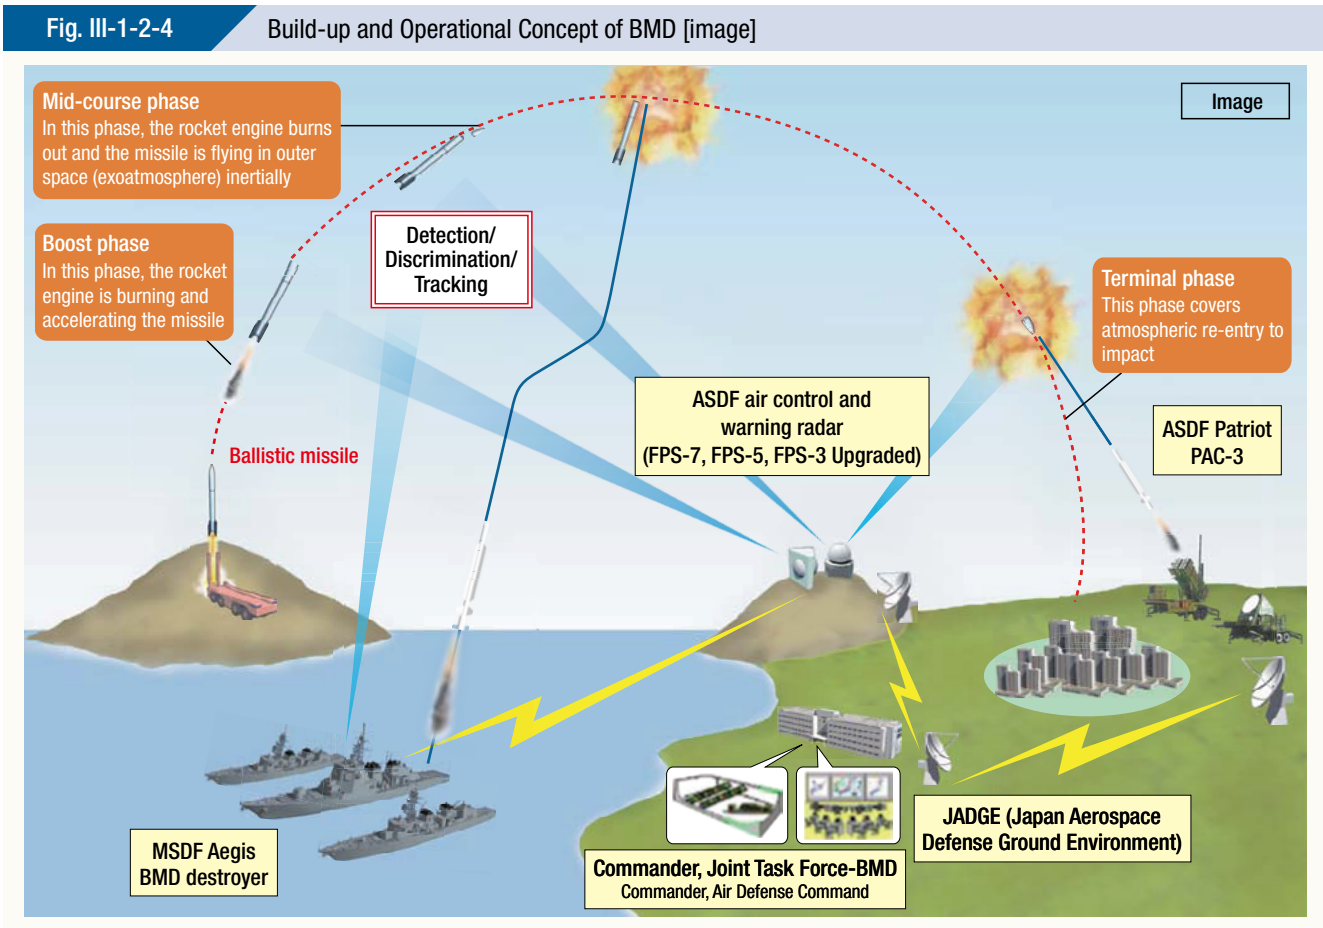 Fig. III-1-2-4
Build-up and Operational Concept of BMD [image]
Image
Mid-course phase
In this phase, the rocket engine burns
out and the missile is flying in outer
space (exoatmosphere) inertially
Boost phase
In this phase, the rocket
engine is burning and
accelerating the missile
Detection/
Discrimination/
Tracking
Terminal phase
This phase covers
atmospheric re-entry to
impact
ASDF air control and
warning radar
(FPS-7, FPS-5, FPS-3 Upgraded)
ASDF Patriot
PAC-3
Ballistic missile
MSDF Aegis
BMD destroyer
Commander, Joint Task Force-BMD
Commander, Air Defense Command
JADGE (Japan Aerospace
Defense Ground Environment)